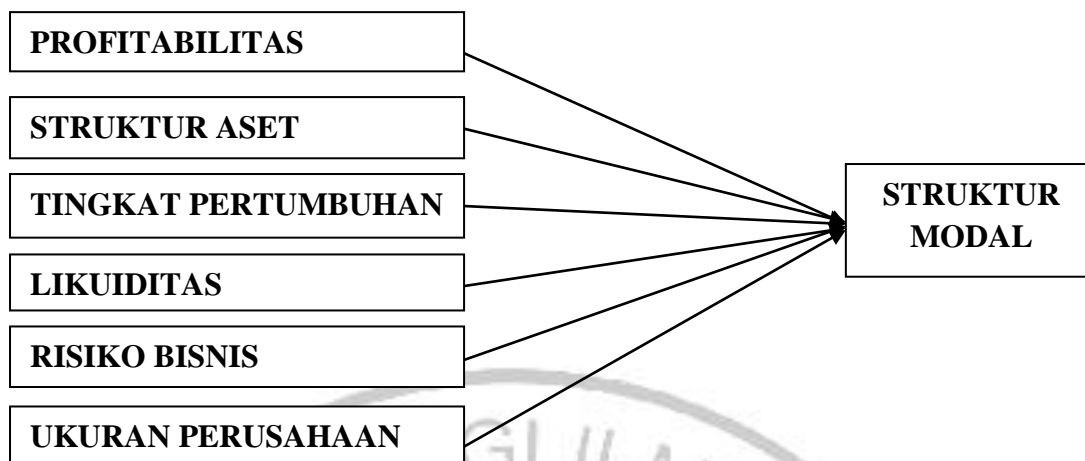 PROFITABILITAS
STRUKTUR ASET
TINGKAT PERTUMBUHAN
LIKUIDITAS
RISIKO BISNIS
UKURAN PERUSAHAAN
STRUKTUR
MODAL